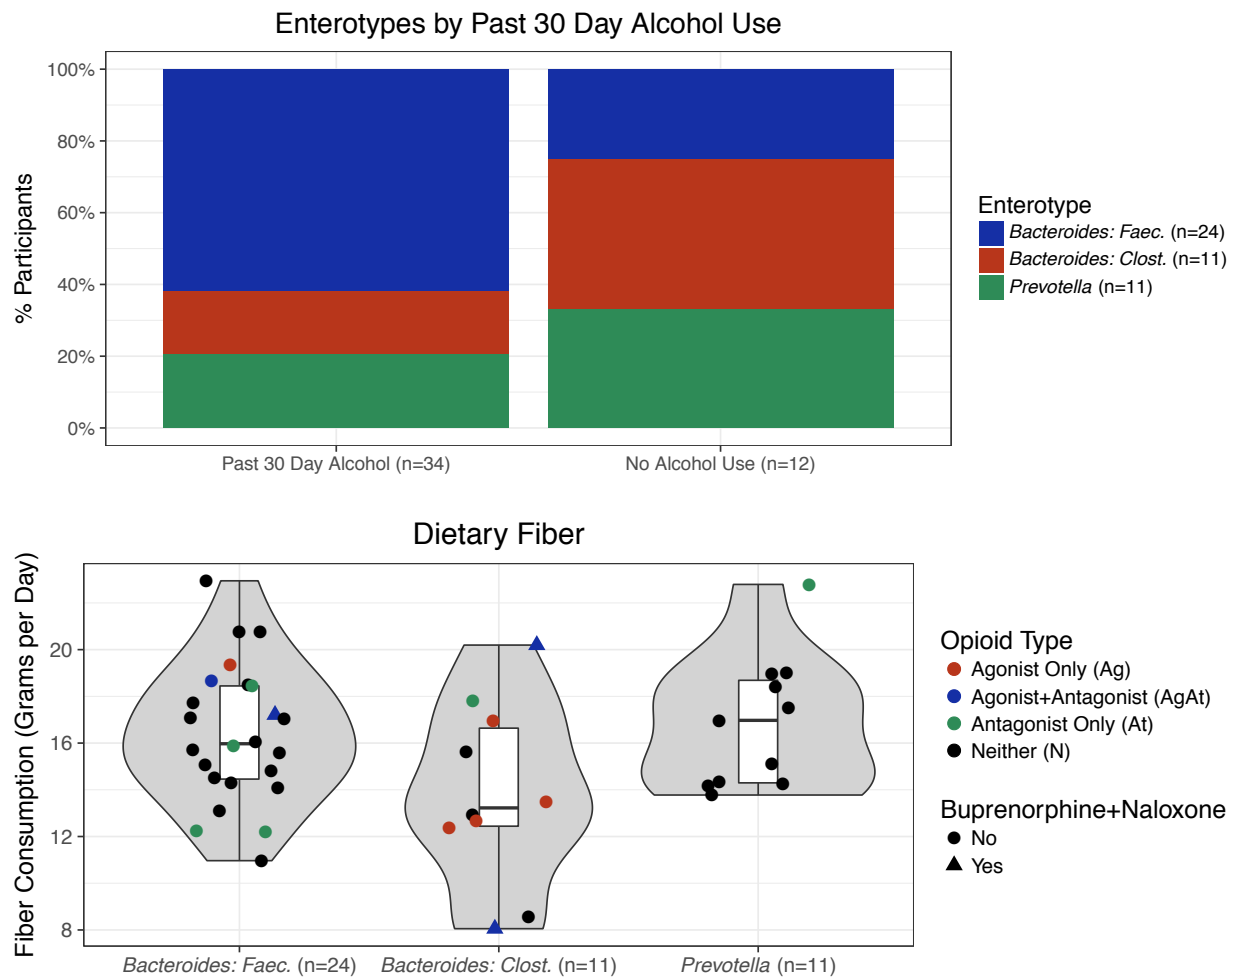 Enterotypes by Past 30 Day Alcohol Use
% Participants
100%
80%
60%
40%
20%
0%
Past 30 Day Alcohol (n=34)
No Alcohol Use (n=12)
Enterotype
Bacteroides: Faec. (n=24)
Bacteroides: Clost. (n=11)
Prevotella (n=11)
Dietary Fiber
Fiber Consumption (Grams per Day)
20
16
12
8
Bacteroides: Faec. (n=24)
Bacteroides: Clost. (n=11)
Prevotella (n=11)
Opioid Type
Agonist Only (Ag)
Agonist+Antagonist (AgAt)
Antagonist Only (At)
Neither (N)
Buprenorphine+Naloxone
No
Yes